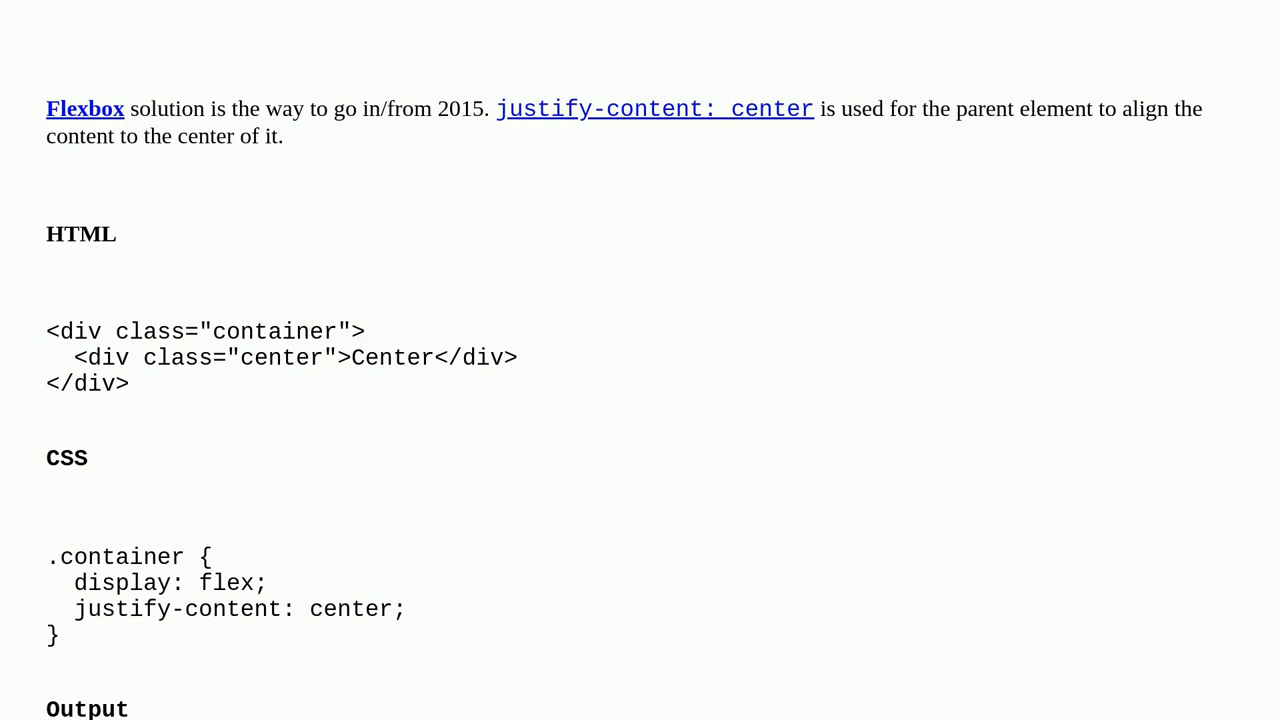 Flexbox solution is the way to go in/from 2015. justify-content: center is used for the parent element to align the
content to the center of it.
HTML
<div class="container">
  <div class="center">Center</div>
</div>
CSS
.container {
  display: flex;
  justify-content: center;
}
Output